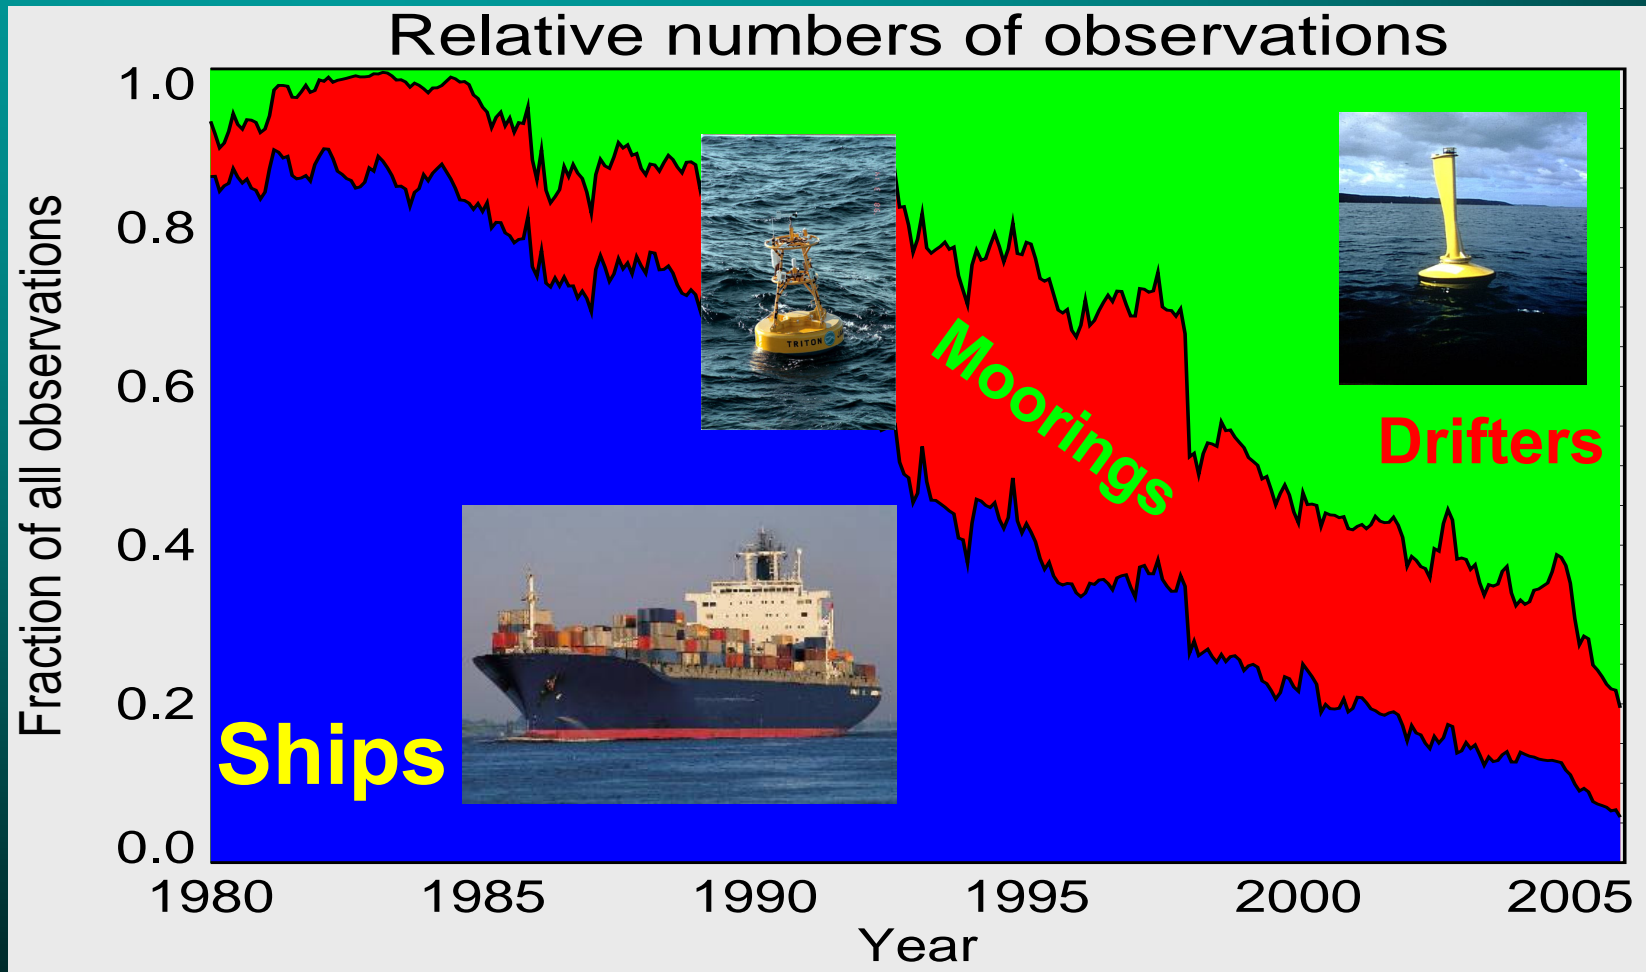 Relative numbers of observations
Fraction of all observations
1.0
0.8
0.6
0.4
0.2
0.0
TRITON
Moorings
Drifters
Ships
1980 1985 1990 1995 2000 2005
Year